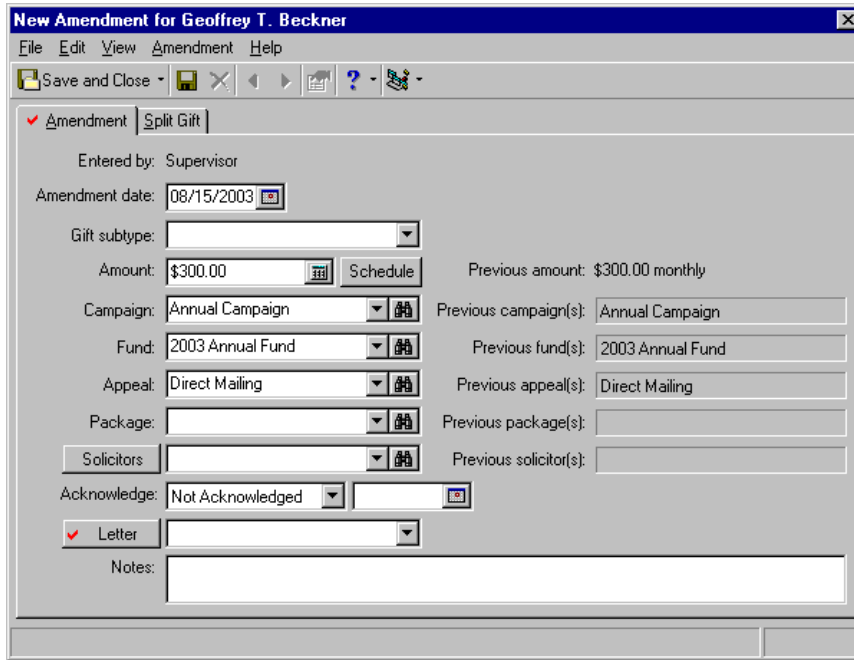 New Amendment for Geoffrey T. Beckner
File Edit View Amendment Help
Save and Close
Amendment Split Gift
Entered by: Supervisor
Amendment date: 08/15/2003
Gift subtype:
Amount: $300.00 Schedule Previous amount: $300.00 monthly
Campaign: Annual Campaign Previous campaign(s): Annual Campaign
Fund: 2003 Annual Fund Previous fund(s): 2003 Annual Fund
Appeal: Direct Mailing Previous appeal(s): Direct Mailing
Package: Previous package(s):
Solicitors Previous solicitor(s):
Acknowledge: Not Acknowledged
Letter
Notes: